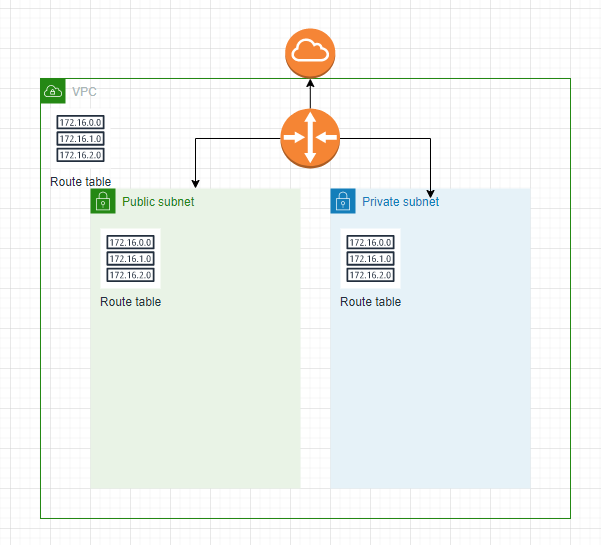 VPC
172.16.0.0
172.16.1.0
172.16.2.0
Route table
Public subnet
172.16.0.0
172.16.1.0
172.16.2.0
Route table
Private subnet
172.16.0.0
172.16.1.0
172.16.2.0
Route table